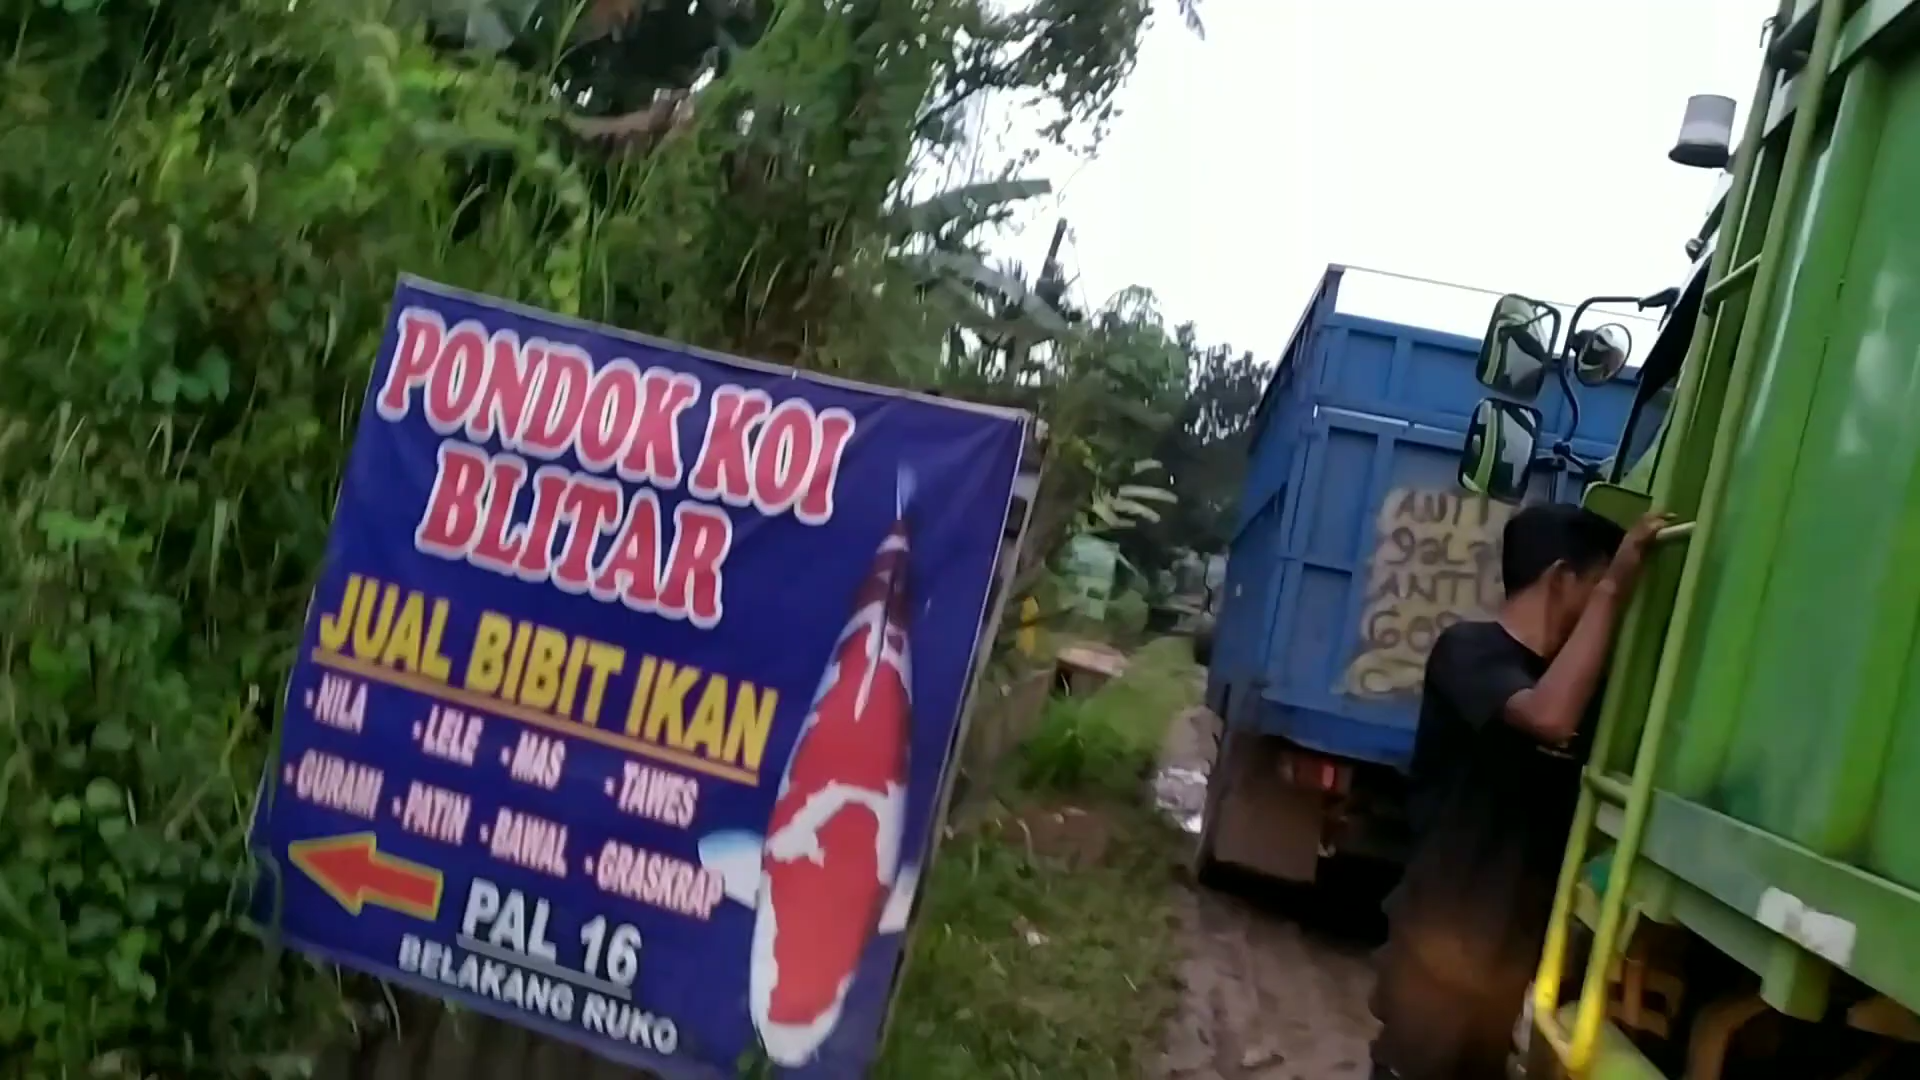 PONDOK KOI
BLITAR
JUAL BIBIT IKAN
• NILA • LELE • MAS • TAWES
• GURAMI • PATIN • BAWAL • GRASKRAP
PAL 16
BELAKANG RUKO
ANTI
ANTI